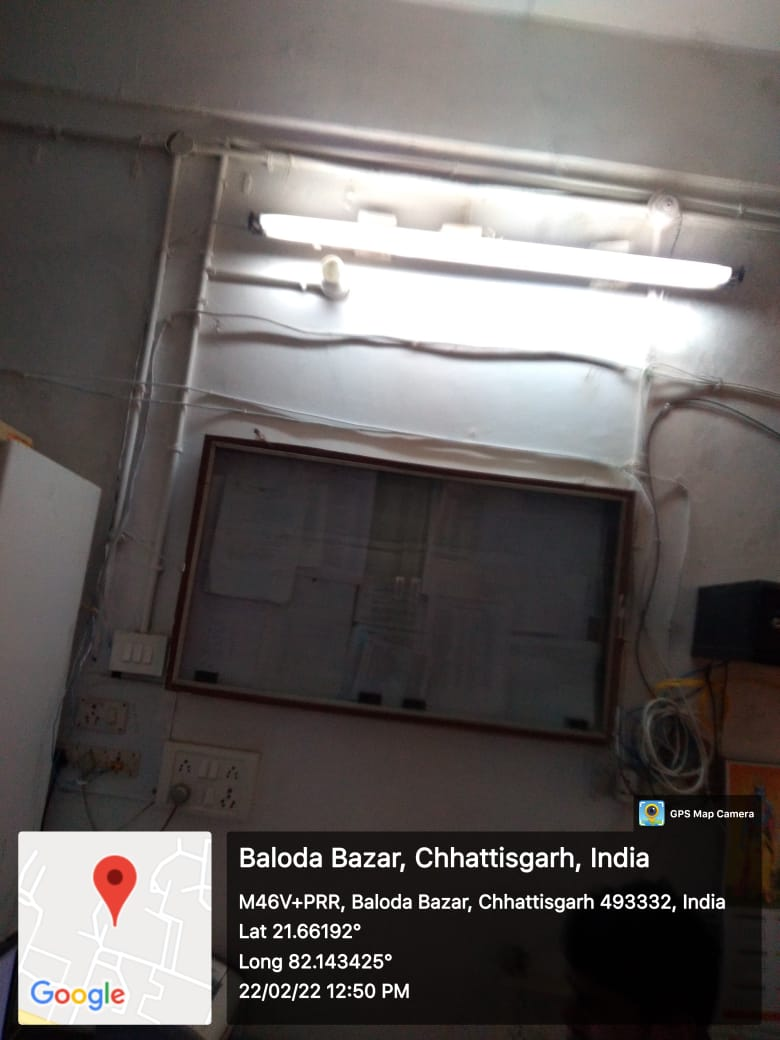 GPS Map Camera
Baloda Bazar, Chhattisgarh, India
M46V+PRR, Baloda Bazar, Chhattisgarh 493332, India
Lat 21.66192°
Long 82.143425°
22/02/22 12:50 PM
Google